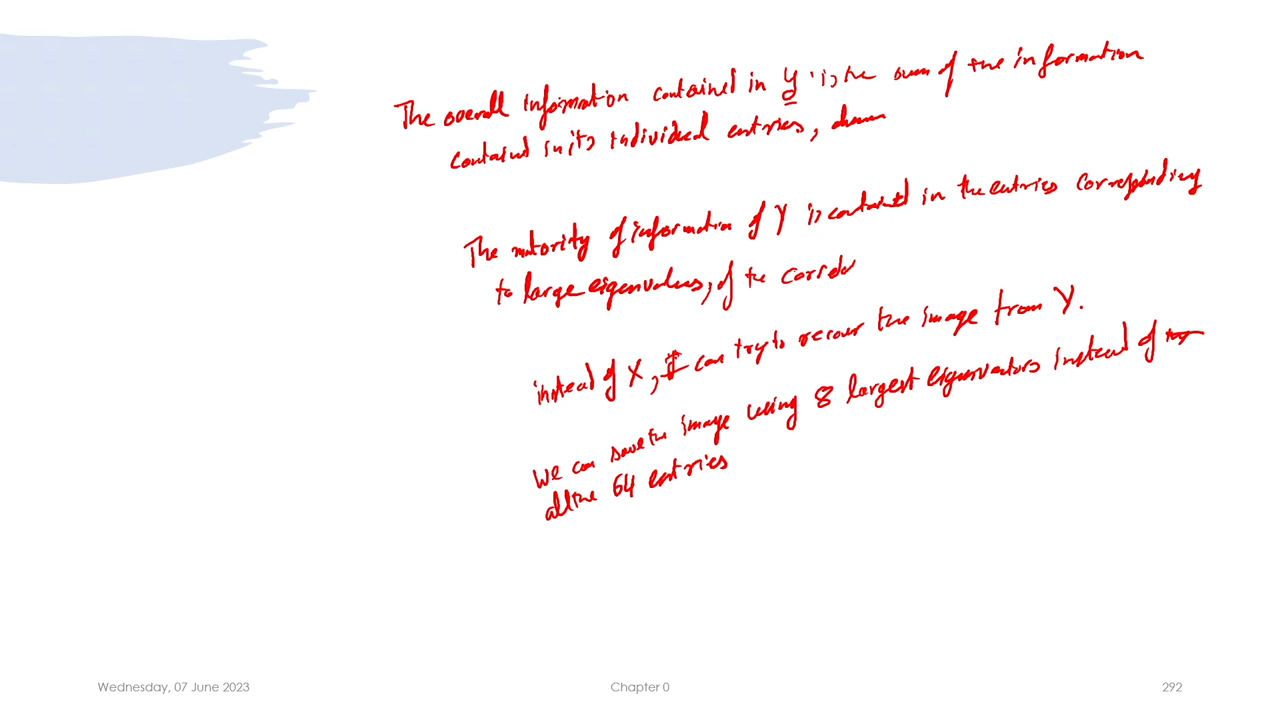 The overall information contained in y is the sum of the information
contained in its individual entries,
The majority of information of Y is contained in the entries corresponding
to large eigenvalues, of the
instead of X, I can try to recover the image from Y.
We can save the image using 8 largest eigenvectors instead of
all the 64 entries
Wednesday, 07 June 2023
Chapter 0
292